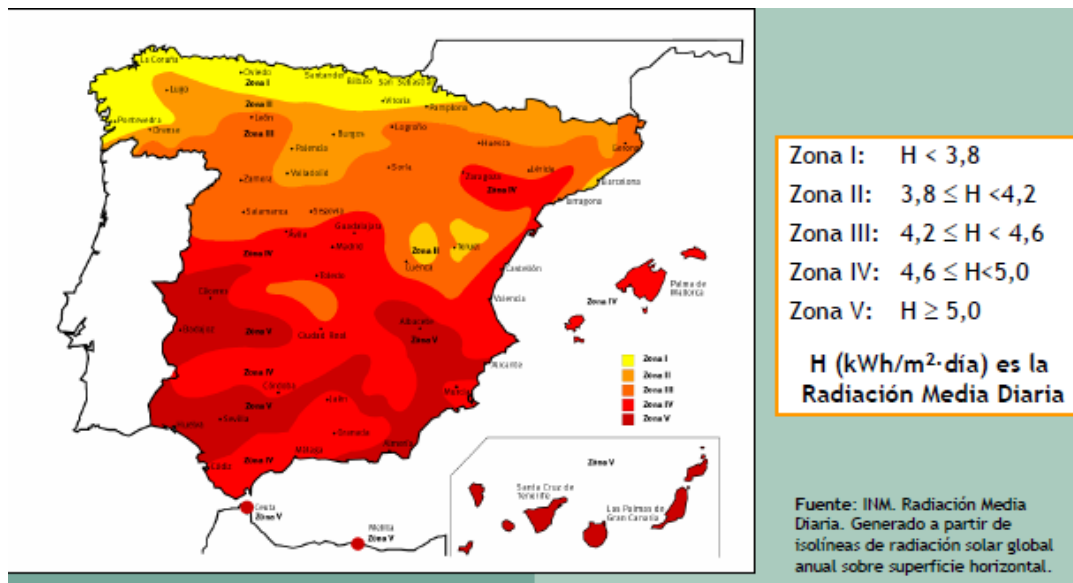 La Coruña
Oviedo
Santander
Bilbao
San Sebastian
Zona I
Lugo
Vitoria
Pamplona
Zona II
León
Pontevedra
Orense
Zona III
Burgos
Logroño
Huesca
Gerona
Palencia
Valladolid
Zamora
Soria
Zaragoza
Lérida
Barcelona
Zona IV
Tarragona
Salamanca
Segovia
Ávila
Guadalajara
Madrid
Zona IV
Zona II
Teruel
Cuenca
Toledo
Castellón
Palma de
Mallorca
Zona IV
Cáceres
Valencia
Badajoz
Zona V
Ciudad Real
Albacete
Zona V
Alicante
Zona IV
Córdoba
Murcia
Zona V
Jaén
Huelva
Sevilla
Granada
Almería
Málaga
Cadiz
Zona IV
Ceuta
Zona V
Melilla
Zona V
Zona I
Zona II
Zona III
Zona IV
Zona V
Zona V
Santa Cruz de
Tenerife
Las Palmas de
Gran Canaria
Zona I: H < 3,8
Zona II: 3,8 ≤ H <4,2
Zona III: 4,2 ≤ H < 4,6
Zona IV: 4,6 ≤ H<5,0
Zona V: H ≥ 5,0
H (kWh/m²·día) es la
Radiación Media Diaria
Fuente: INM. Radiación Media
Diaria. Generado a partir de
isolíneas de radiación solar global
anual sobre superficie horizontal.